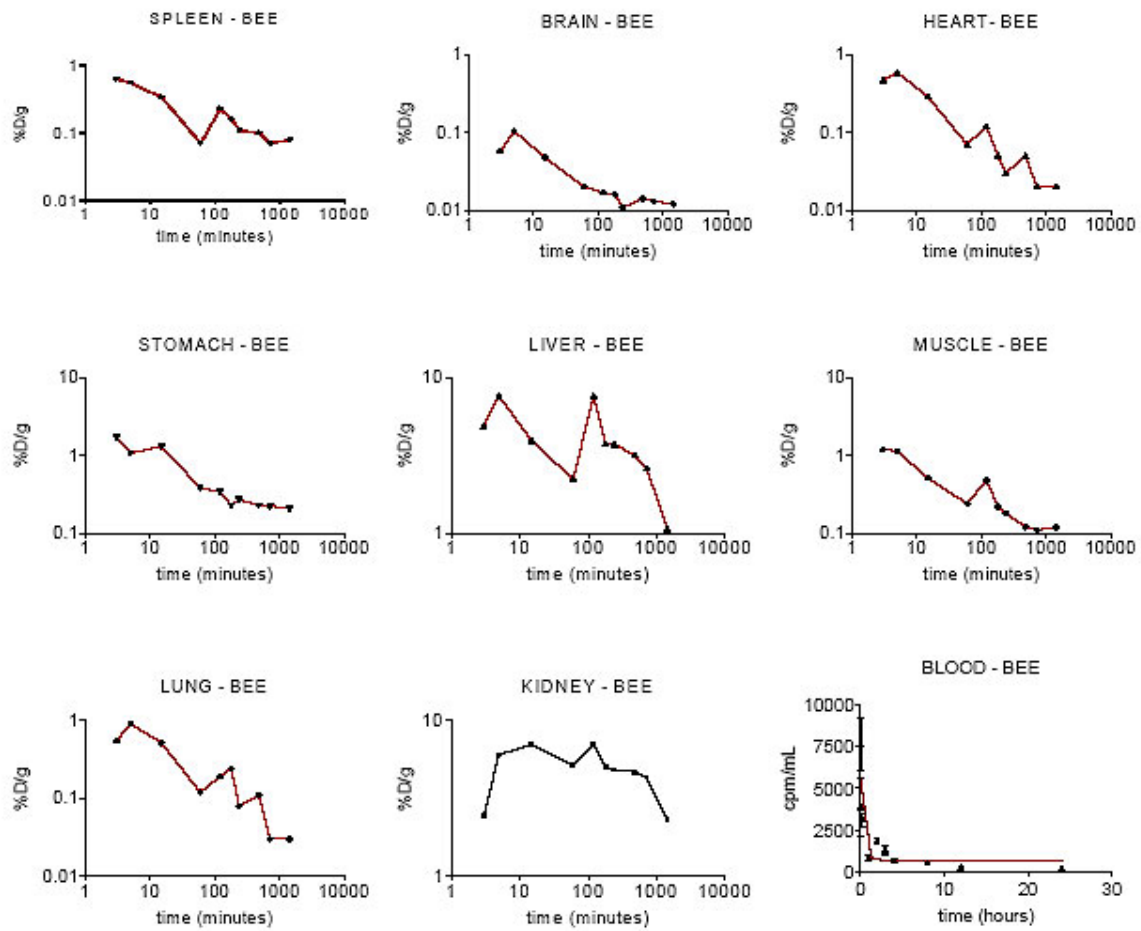 SPLEEN - BEE
%D/g
1
0.1
0.01
1 10 100 1000 10000
time (minutes)
BRAIN - BEE
%D/g
1
0.1
0.01
1 10 100 1000 10000
time (minutes)
HEART - BEE
%D/g
1
0.1
0.01
1 10 100 1000 10000
time (minutes)
STOMACH - BEE
%D/g
10
1
0.1
1 10 100 1000 10000
time (minutes)
LIVER - BEE
%D/g
10
1
1 10 100 1000 10000
time (minutes)
MUSCLE - BEE
%D/g
10
1
0.1
1 10 100 1000 10000
time (minutes)
LUNG - BEE
%D/g
1
0.1
0.01
1 10 100 1000 10000
time (minutes)
KIDNEY - BEE
%D/g
10
1
1 10 100 1000 10000
time (minutes)
BLOOD - BEE
cpm/mL
10000
7500
5000
2500
0
0 10 20 30
time (hours)